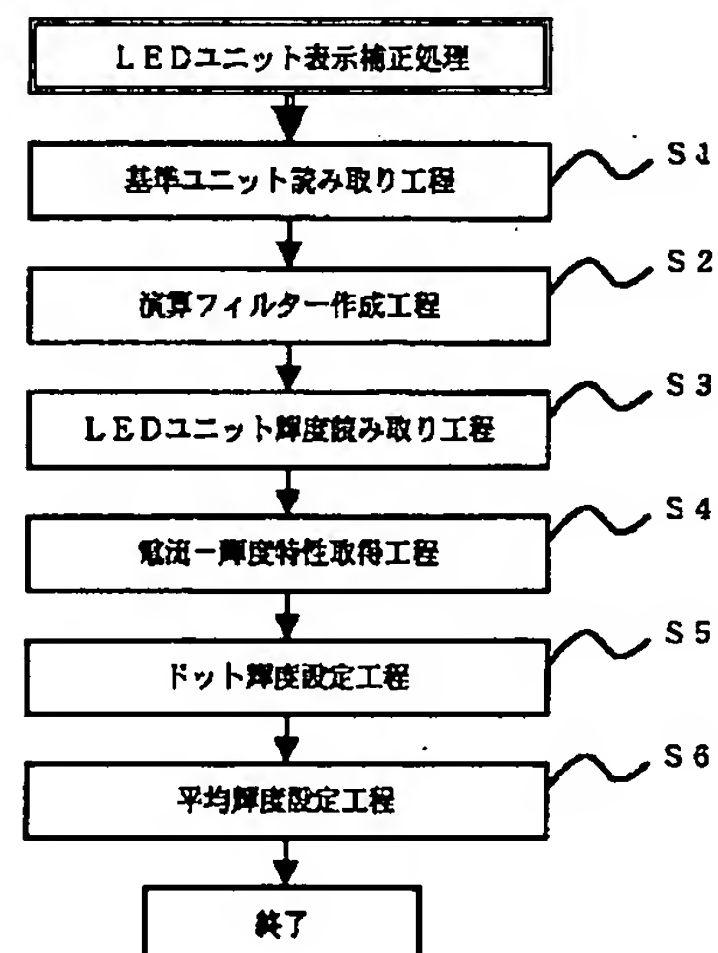 LEDユニット表示補正処理
基準ユニット読み取り工程
S1
演算フィルター作成工程
S2
LEDユニット輝度読み取り工程
S3
電流-輝度特性取得工程
S4
ドット輝度設定工程
S5
平均輝度設定工程
S6
終了